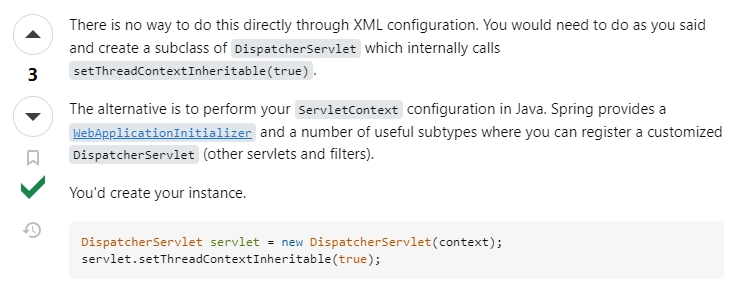 There is no way to do this directly through XML configuration. You would need to do as you said
and create a subclass of DispatcherServlet which internally calls
setThreadContextInheritable(true).
3
The alternative is to perform your ServletContext configuration in Java. Spring provides a
WebApplicationInitializer and a number of useful subtypes where you can register a customized
DispatcherServlet (other servlets and filters).
You'd create your instance.
DispatcherServlet servlet = new DispatcherServlet(context);
servlet.setThreadContextInheritable(true);